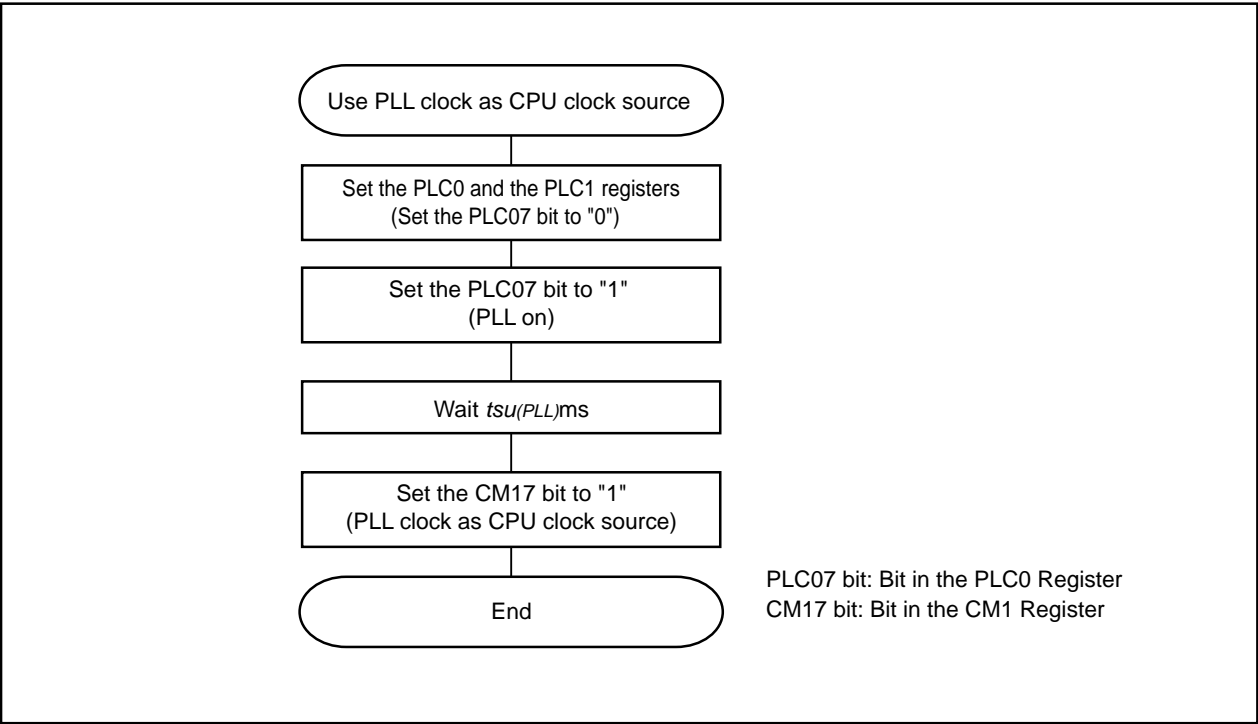 Use PLL clock as CPU clock source
Set the PLC0 and the PLC1 registers
(Set the PLC07 bit to "0")
Set the PLC07 bit to "1"
(PLL on)
Wait tsu(PLL)ms
Set the CM17 bit to "1"
(PLL clock as CPU clock source)
End
PLC07 bit: Bit in the PLC0 Register
CM17 bit: Bit in the CM1 Register